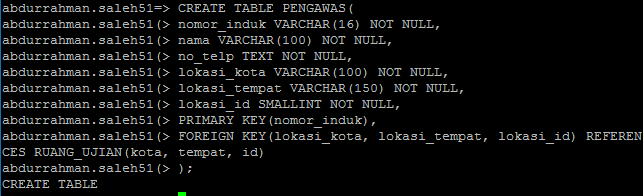 abdurrahman.saleh51=> CREATE TABLE PENGAWAS(
abdurrahman.saleh51(> nomor_induk VARCHAR(16) NOT NULL,
abdurrahman.saleh51(> nama VARCHAR(100) NOT NULL,
abdurrahman.saleh51(> no_telp TEXT NOT NULL,
abdurrahman.saleh51(> lokasi_kota VARCHAR(100) NOT NULL,
abdurrahman.saleh51(> lokasi_tempat VARCHAR(150) NOT NULL,
abdurrahman.saleh51(> lokasi_id SMALLINT NOT NULL,
abdurrahman.saleh51(> PRIMARY KEY(nomor_induk),
abdurrahman.saleh51(> FOREIGN KEY(lokasi_kota, lokasi_tempat, lokasi_id) REFEREN
CES RUANG_UJIAN(kota, tempat, id)
abdurrahman.saleh51(> );
CREATE TABLE